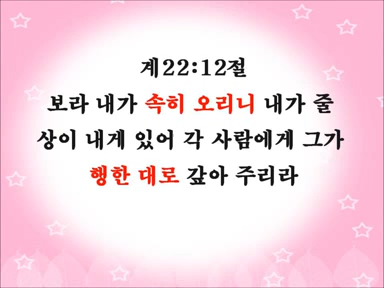 계22:12절
보라 내가 속히 오리니 내가 줄
상이 내게 있어 각 사람에게 그가
행한 대로 갚아 주리라